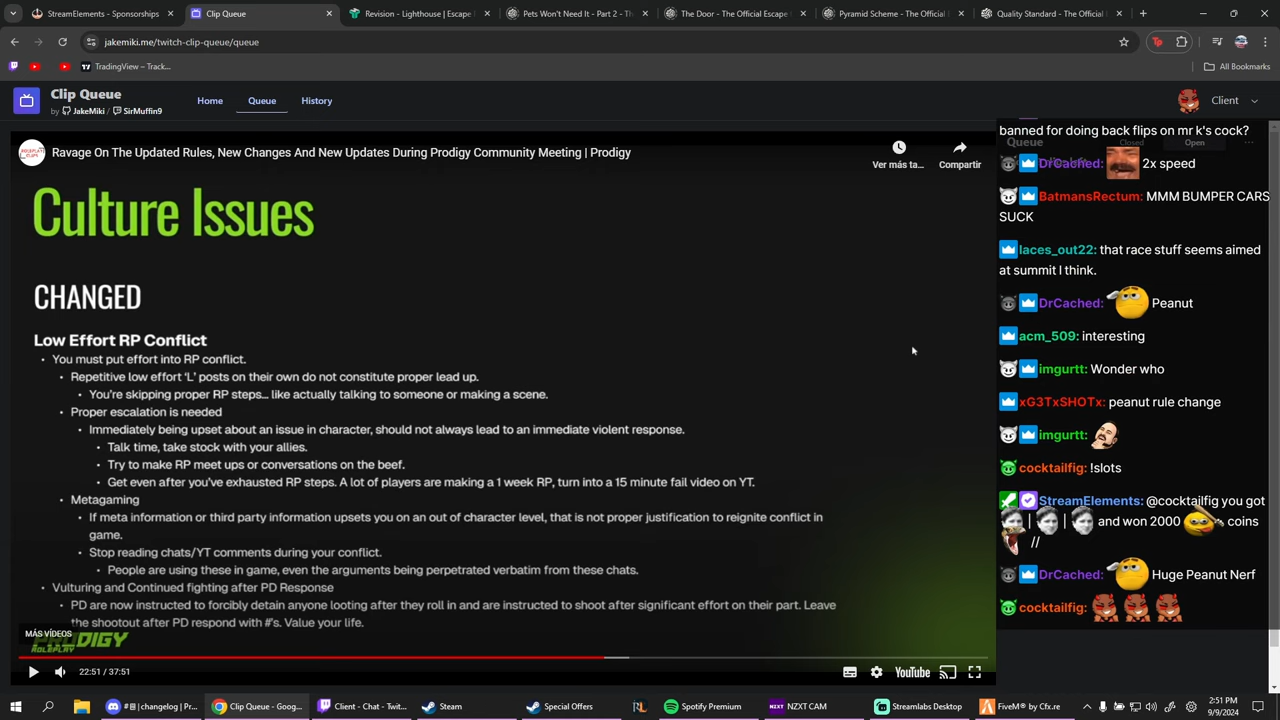 StreamElements - Sponsorships
Clip Queue
Revision - Lighthouse | Escape
Pets Won't Need It - Part 2 - Th
The Door - The Official Escape
Pyramid Scheme - The Official
Quality Standard - The Official
jakemiki.me/twitch-clip-queue/queue
TradingView – Track...
All Bookmarks
Clip Queue
by JakeMiki / SirMuffin9
Home
Queue
History
Client
Ravage On The Updated Rules, New Changes And New Updates During Prodigy Community Meeting | Prodigy
Ver más ta...
Compartir
Culture Issues
CHANGED
Low Effort RP Conflict
• You must put effort into RP conflict.
• Repetitive low effort 'L' posts on their own do not constitute proper lead up.
• You're skipping proper RP steps... like actually talking to someone or making a scene.
• Proper escalation is needed
• Immediately being upset about an issue in character, should not always lead to an immediate violent response.
• Talk time, take stock with your allies.
• Try to make RP meet ups or conversations on the beef.
• Get even after you've exhausted RP steps. A lot of players are making a 1 week RP, turn into a 15 minute fail video on YT.
• Metagaming
• If meta information or third party information upsets you on an out of character level, that is not proper justification to reignite conflict in
game.
• Stop reading chats/YT comments during your conflict.
• People are using these in game, even the arguments being perpetrated verbatim from these chats.
• Vulturing and Continued fighting after PD Response
• PD are now instructed to forcibly detain anyone looting after they roll in and are instructed to shoot after significant effort on their part. Leave
the shootout after PD respond with #'s. Value your life.
MÁS VÍDEOS
PRODIGY
ROLEPLAY
22:51 / 37:51
YouTube
banned for doing back flips on mr k's cock?
Queue
Closed
Open
DrCached: 2x speed
BatmansRectum: MMM BUMPER CARS
SUCK
laces_out22: that race stuff seems aimed
at summit I think.
DrCached: Peanut
acm_509: interesting
imgurtt: Wonder who
xG3TxSHOTx: peanut rule change
imgurtt:
cocktailfig: !slots
StreamElements: @cocktailfig you got
| | and won 2000 coins
//
DrCached: Huge Peanut Nerf
cocktailfig:
#🖥 | changelog | Pr...
Clip Queue - Goog...
Client - Chat - Twit...
Steam
Special Offers
Spotify Premium
NZXT CAM
Streamlabs Desktop
FiveM® by Cfx.re
2:51 PM
9/9/2024